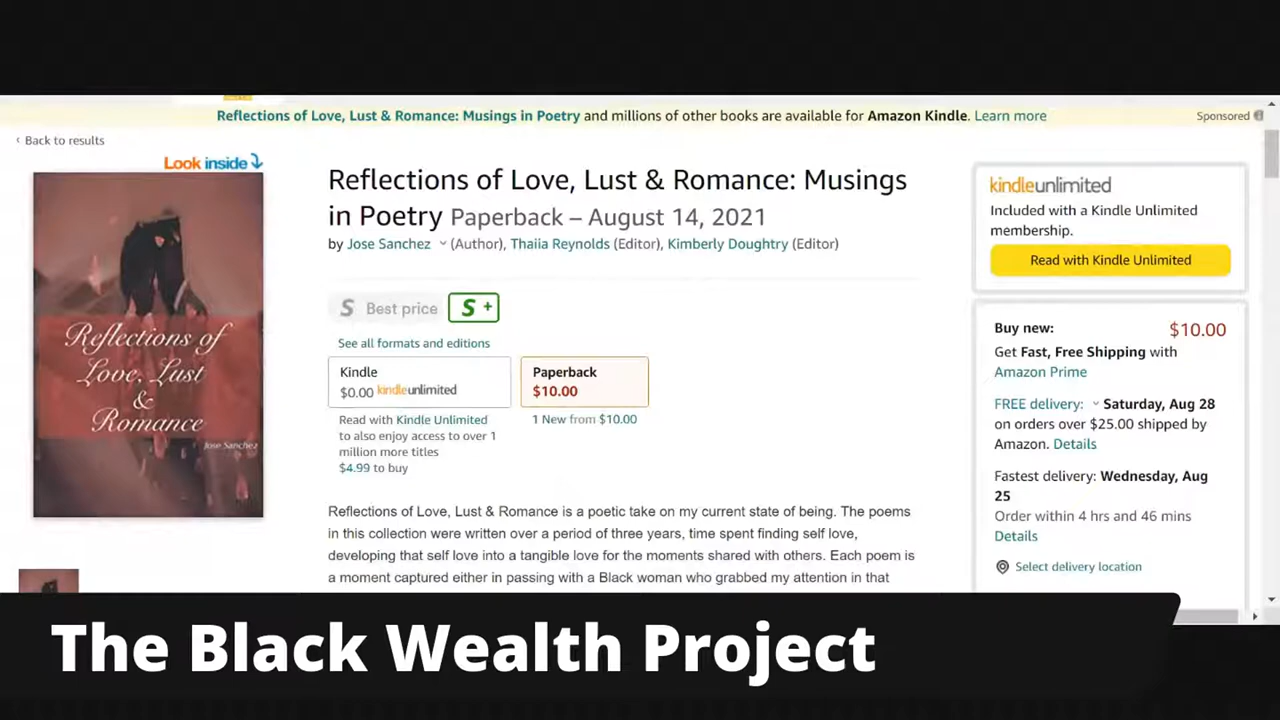 Reflections of Love, Lust & Romance: Musings in Poetry and millions of other books are available for Amazon Kindle. Learn more
Sponsored
‹ Back to results
Look inside
Reflections of
Love, Lust
&
Romance
Jose Sanchez
Reflections of Love, Lust & Romance: Musings
in Poetry Paperback – August 14, 2021
by Jose Sanchez (Author), Thaiia Reynolds (Editor), Kimberly Doughtry (Editor)
S Best price S +
See all formats and editions
Kindle
$0.00 kindleunlimited
Read with Kindle Unlimited
to also enjoy access to over 1
million more titles
$4.99 to buy
Paperback
$10.00
1 New from $10.00
Reflections of Love, Lust & Romance is a poetic take on my current state of being. The poems
in this collection were written over a period of three years, time spent finding self love,
developing that self love into a tangible love for the moments shared with others. Each poem is
a moment captured either in passing with a Black woman who grabbed my attention in that
kindleunlimited
Included with a Kindle Unlimited
membership.
Read with Kindle Unlimited
Buy new: $10.00
Get Fast, Free Shipping with
Amazon Prime
FREE delivery: Saturday, Aug 28
on orders over $25.00 shipped by
Amazon. Details
Fastest delivery: Wednesday, Aug
25
Order within 4 hrs and 46 mins
Details
Select delivery location
The Black Wealth Project